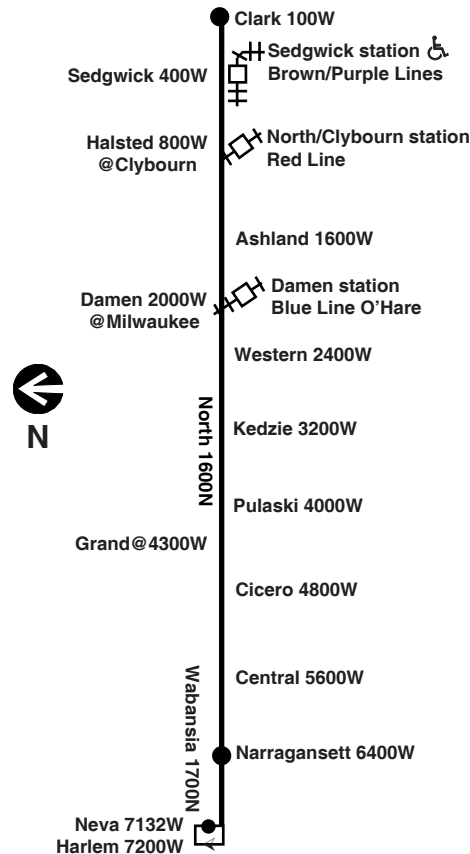 Clark 100W
Sedgwick station
Brown/Purple Lines
Sedgwick 400W
North/Clybourn station
Red Line
Halsted 800W
@Clybourn
Ashland 1600W
Damen station
Blue Line O'Hare
Damen 2000W
@Milwaukee
Western 2400W
N
North 1600N
Kedzie 3200W
Pulaski 4000W
Grand@4300W
Cicero 4800W
Central 5600W
Wabansia 1700N
Narragansett 6400W
Neva 7132W
Harlem 7200W